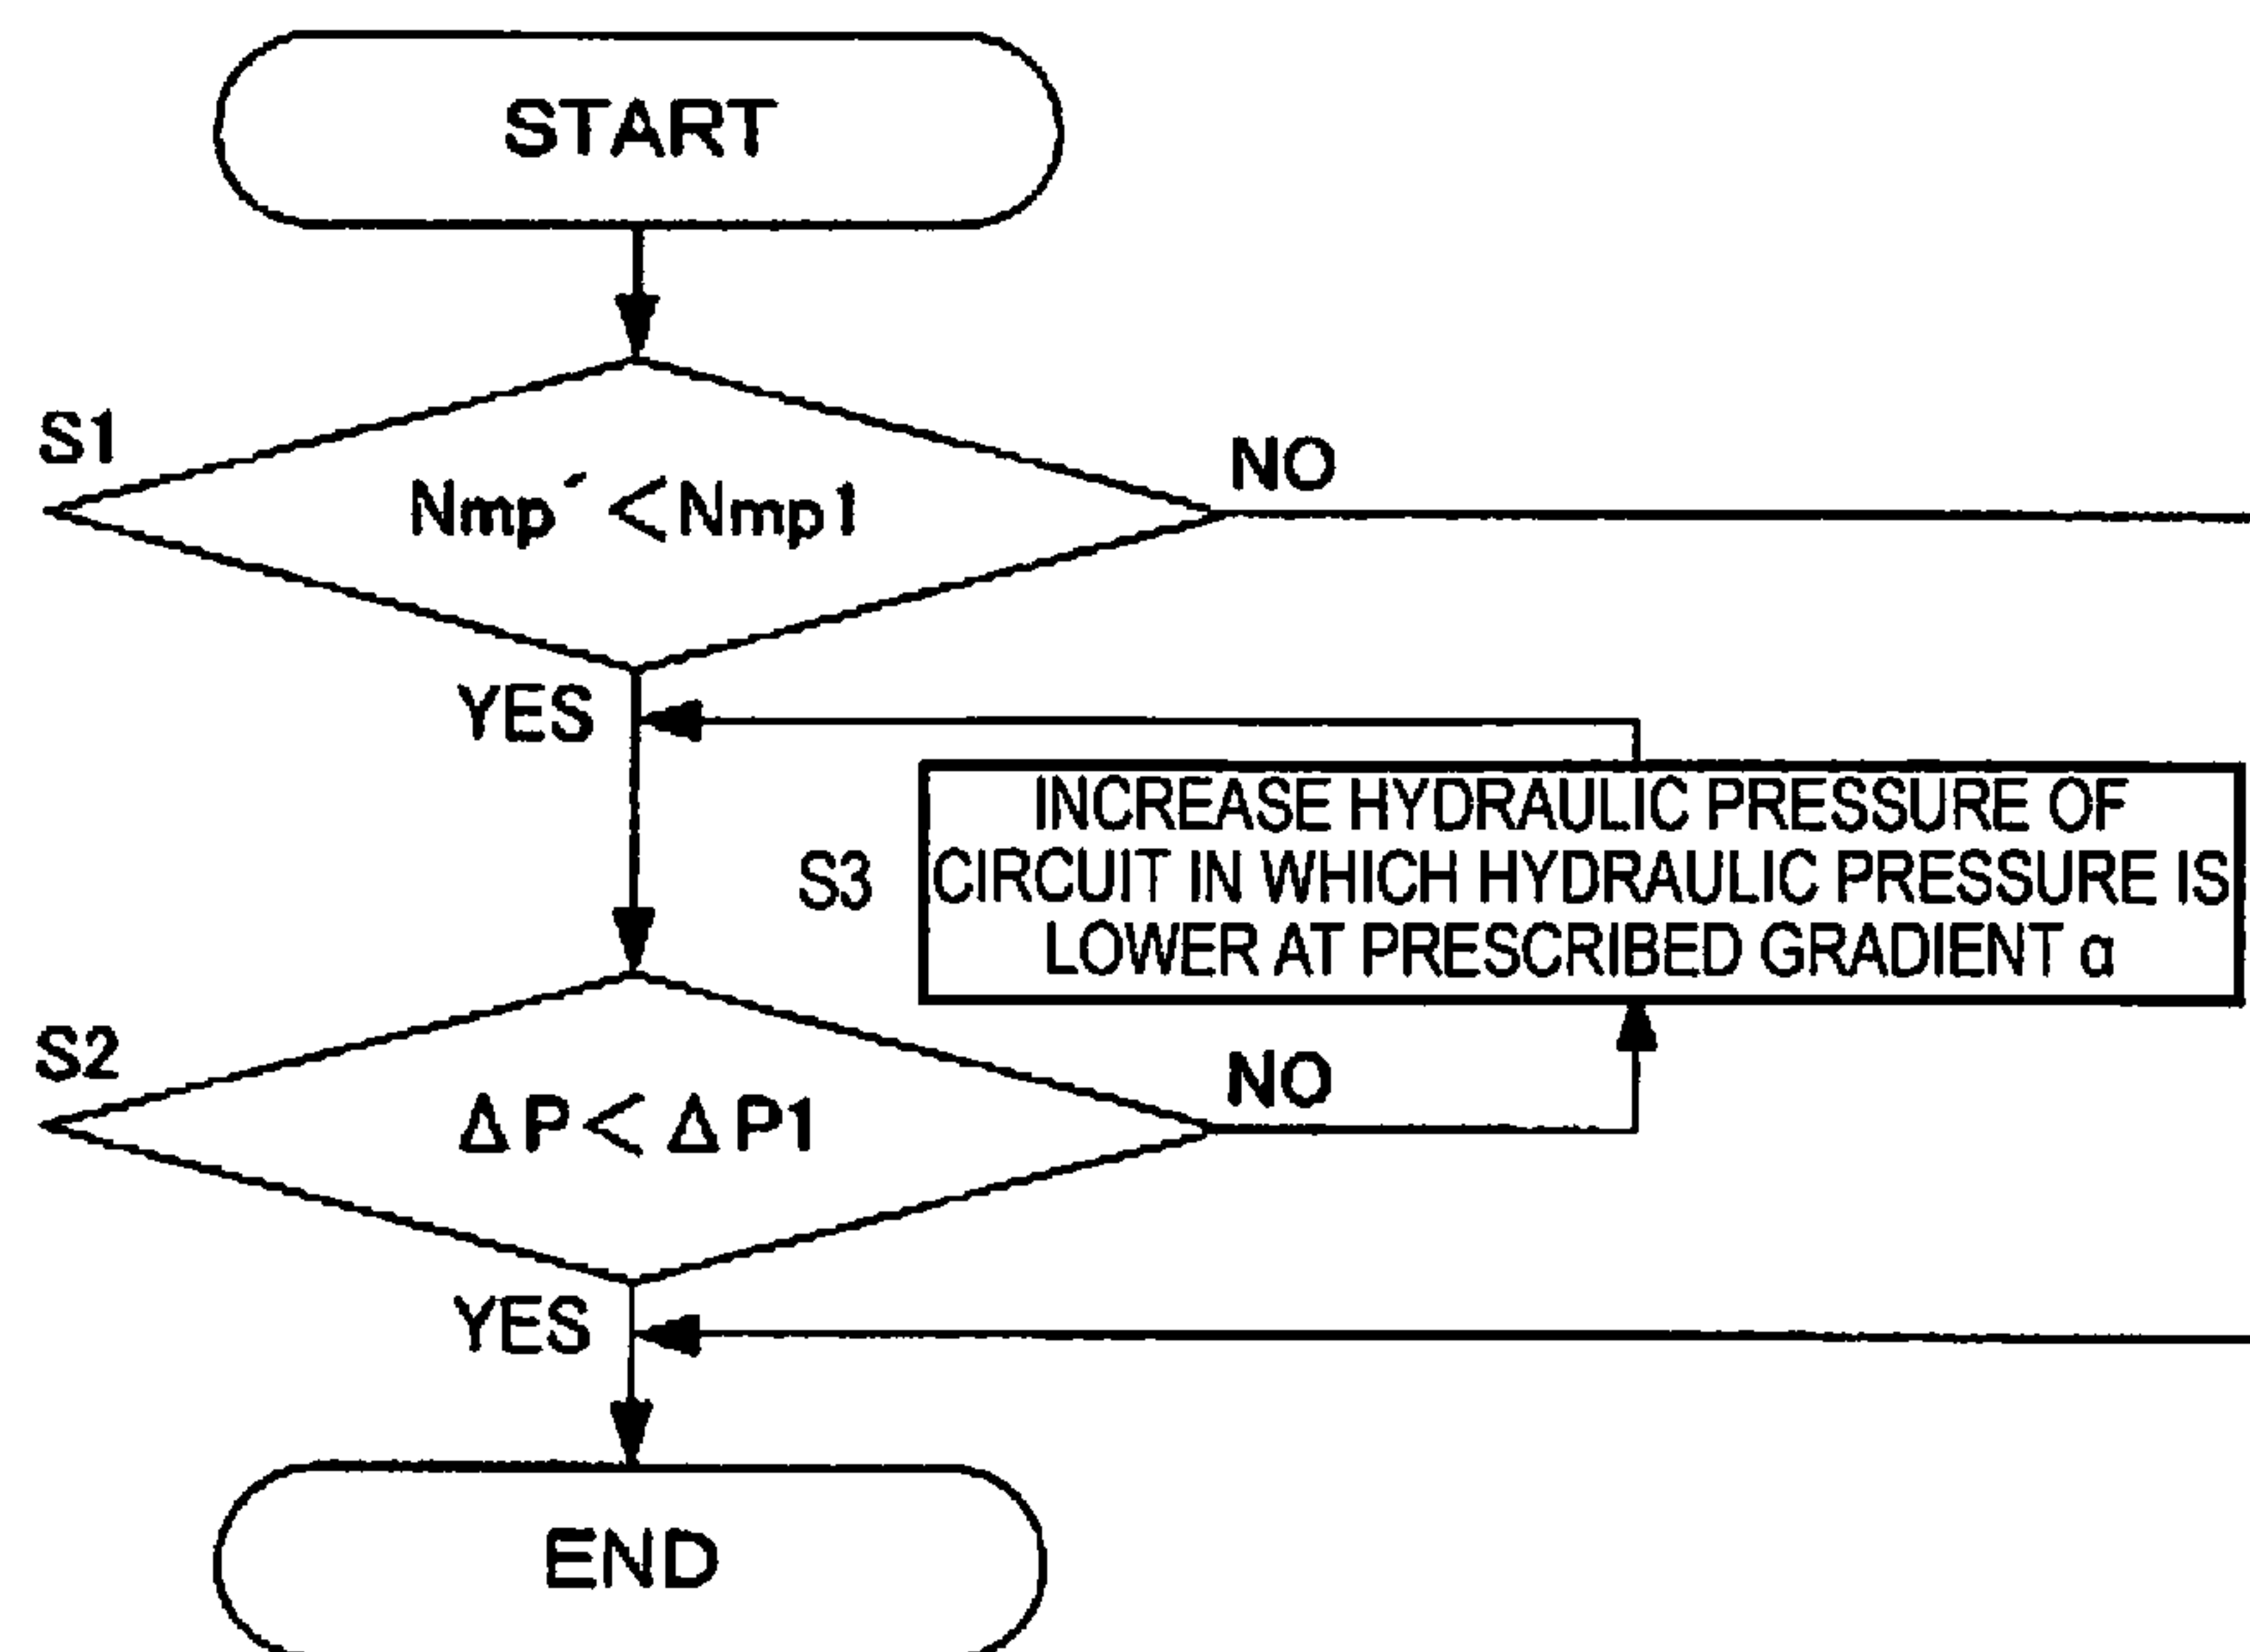 START
S1
Nmp´<Nmp1
NO
YES
S3
INCREASE HYDRAULIC PRESSURE OF
CIRCUIT IN WHICH HYDRAULIC PRESSURE IS
LOWER AT PRESCRIBED GRADIENT α
S2
ΔP<ΔP1
NO
YES
END